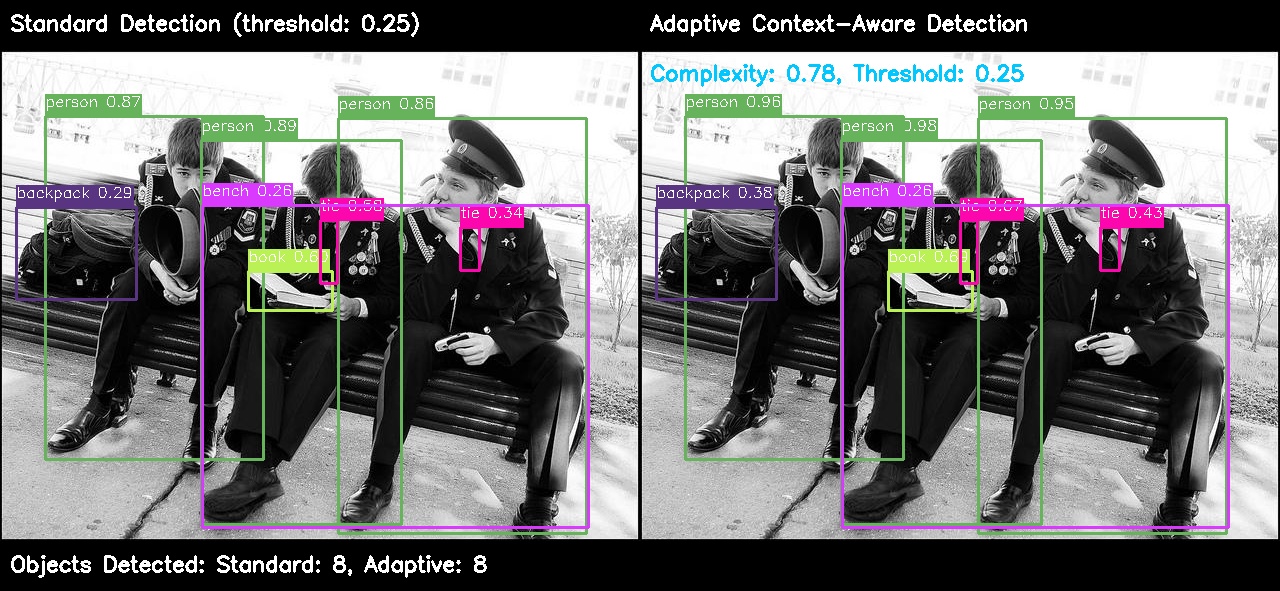 Standard Detection (threshold: 0.25)
Adaptive Context-Aware Detection
Complexity: 0.78, Threshold: 0.25
person 0.87
person 0.86
person 0.89
backpack 0.29
bench 0.26
tie 0.58
tie 0.34
book 0.60
person 0.96
person 0.95
person 0.98
backpack 0.38
bench 0.26
tie 0.67
tie 0.43
book 0.69
Objects Detected: Standard: 8, Adaptive: 8